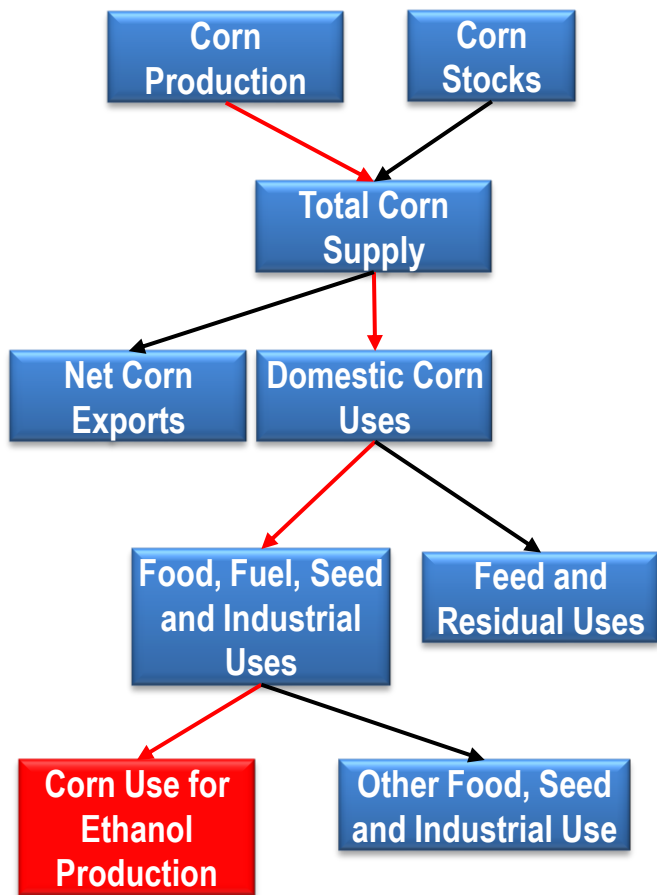 Corn
Production
Corn
Stocks
Total Corn
Supply
Net Corn
Exports
Domestic Corn
Uses
Food, Fuel, Seed
and Industrial
Uses
Feed and
Residual Uses
Corn Use for
Ethanol
Production
Other Food, Seed
and Industrial Use